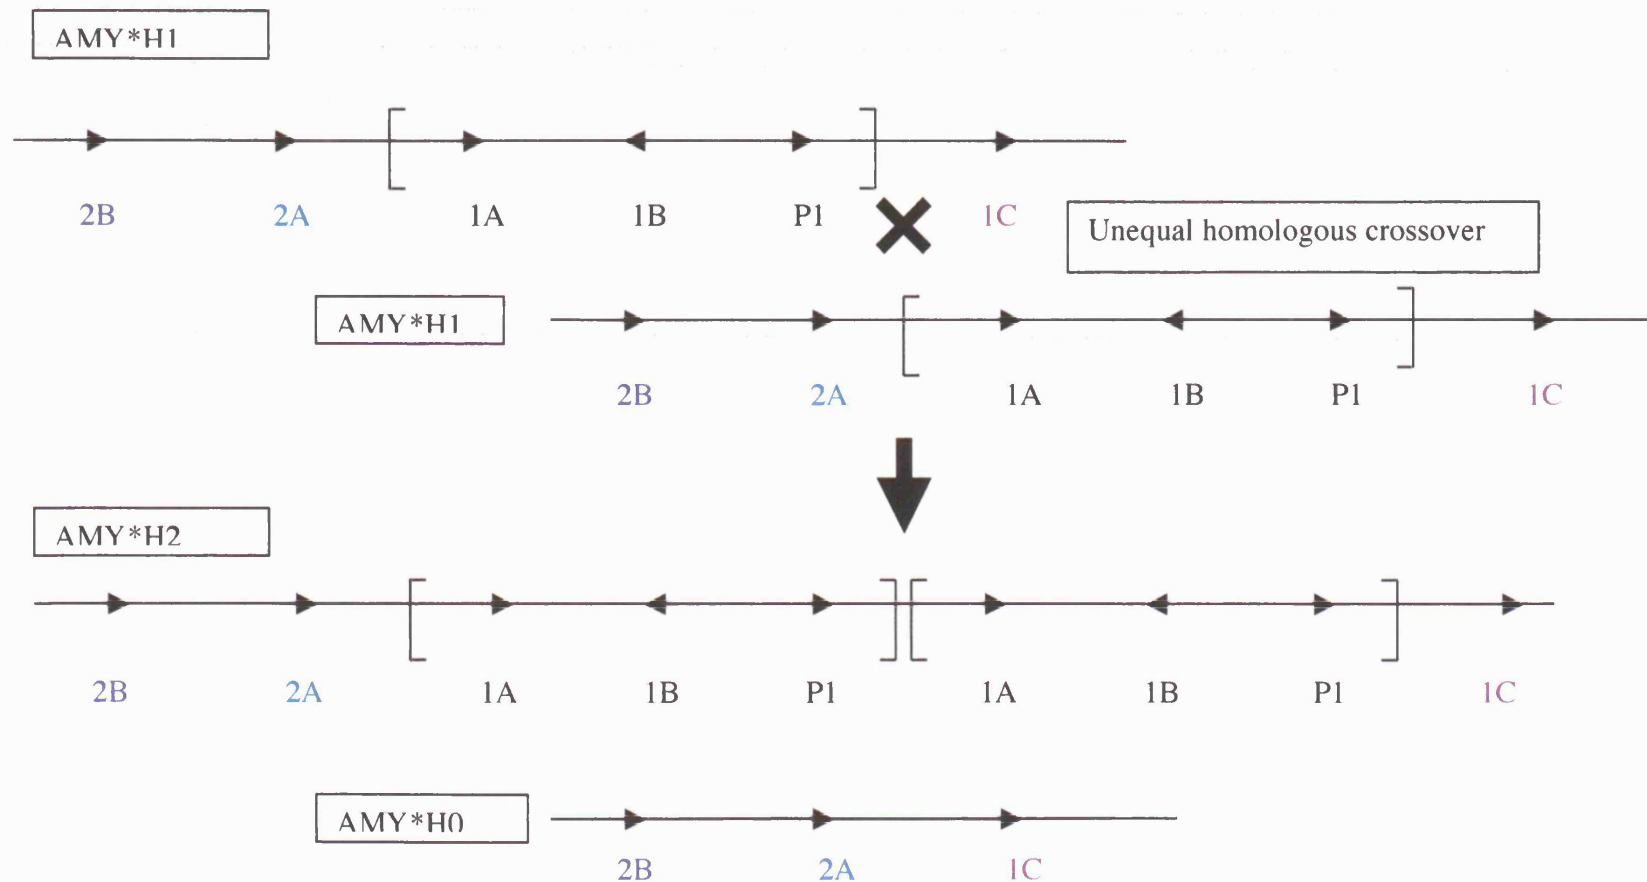 AMY*H1
2B 2A 1A 1B P1 1C
Unequal homologous crossover
AMY*H1
2B 2A 1A 1B P1 1C
AMY*H2
2B 2A 1A 1B P1 1A 1B P1 1C
AMY*H0
2B 2A 1C